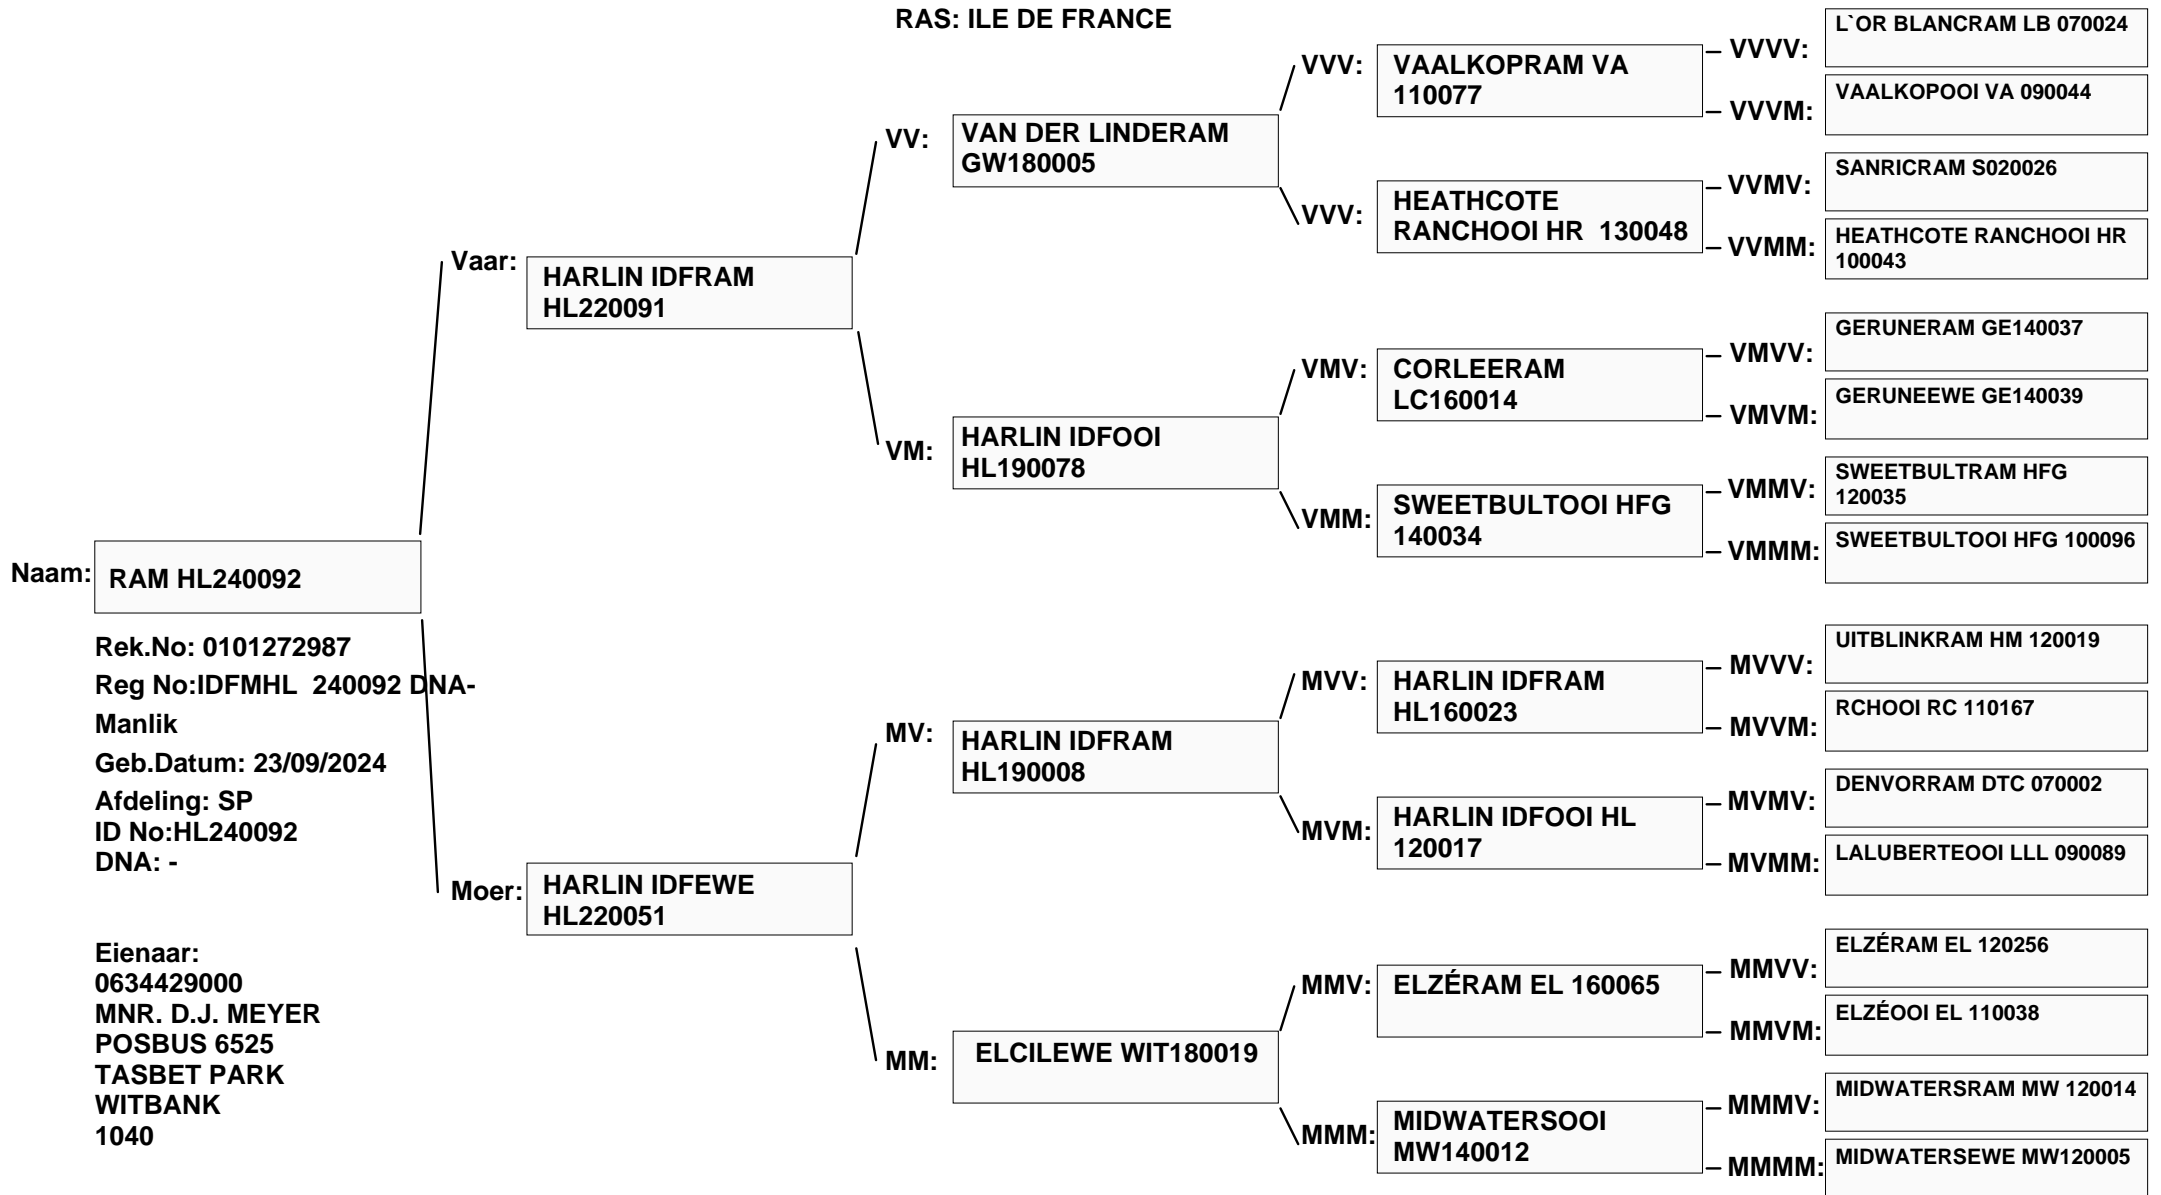 RAS: ILE DE FRANCE
Naam:
RAM HL240092
Rek.No: 0101272987
Reg No:IDFMHL  240092 DNA-
Manlik
Geb.Datum: 23/09/2024
Afdeling: SP
ID No:HL240092
DNA: -
Eienaar:
0634429000
MNR. D.J. MEYER
POSBUS 6525
TASBET PARK
WITBANK
1040
Vaar:
HARLIN IDFRAM
HL220091
Moer:
HARLIN IDFEWE
HL220051
VV:
VAN DER LINDERAM
GW180005
VM:
HARLIN IDFOOI
HL190078
MV:
HARLIN IDFRAM
HL190008
MM:
ELCILEWE WIT180019
VVV:
VAALKOPRAM VA
110077
VVV:
HEATHCOTE
RANCHOOI HR  130048
VMV:
CORLEERAM
LC160014
VMM:
SWEETBULTOOI HFG
140034
MVV:
HARLIN IDFRAM
HL160023
MVM:
HARLIN IDFOOI HL
120017
MMV:
ELZÉRAM EL 160065
MMM:
MIDWATERSOOI
MW140012
VVVV:
L`OR BLANCRAM LB 070024
VVVM:
VAALKOPOOI VA 090044
VVMV:
SANRICRAM S020026
VVMM:
HEATHCOTE RANCHOOI HR
100043
VMVV:
GERUNERAM GE140037
VMVM:
GERUNEEWE GE140039
VMMV:
SWEETBULTRAM HFG
120035
VMMM:
SWEETBULTOOI HFG 100096
MVVV:
UITBLINKRAM HM 120019
MVVM:
RCHOOI RC 110167
MVMV:
DENVORRAM DTC 070002
MVMM:
LALUBERTEOOI LLL 090089
MMVV:
ELZÉRAM EL 120256
MMVM:
ELZÉOOI EL 110038
MMMV:
MIDWATERSRAM MW 120014
MMMM:
MIDWATERSEWE MW120005